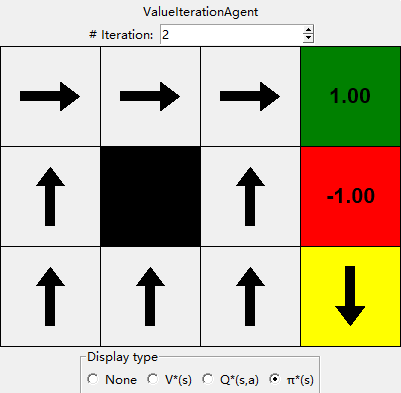 ValueIterationAgent
# Iteration: 2
1.00
-1.00
Display type
None V*(s) Q*(s,a) π*(s)